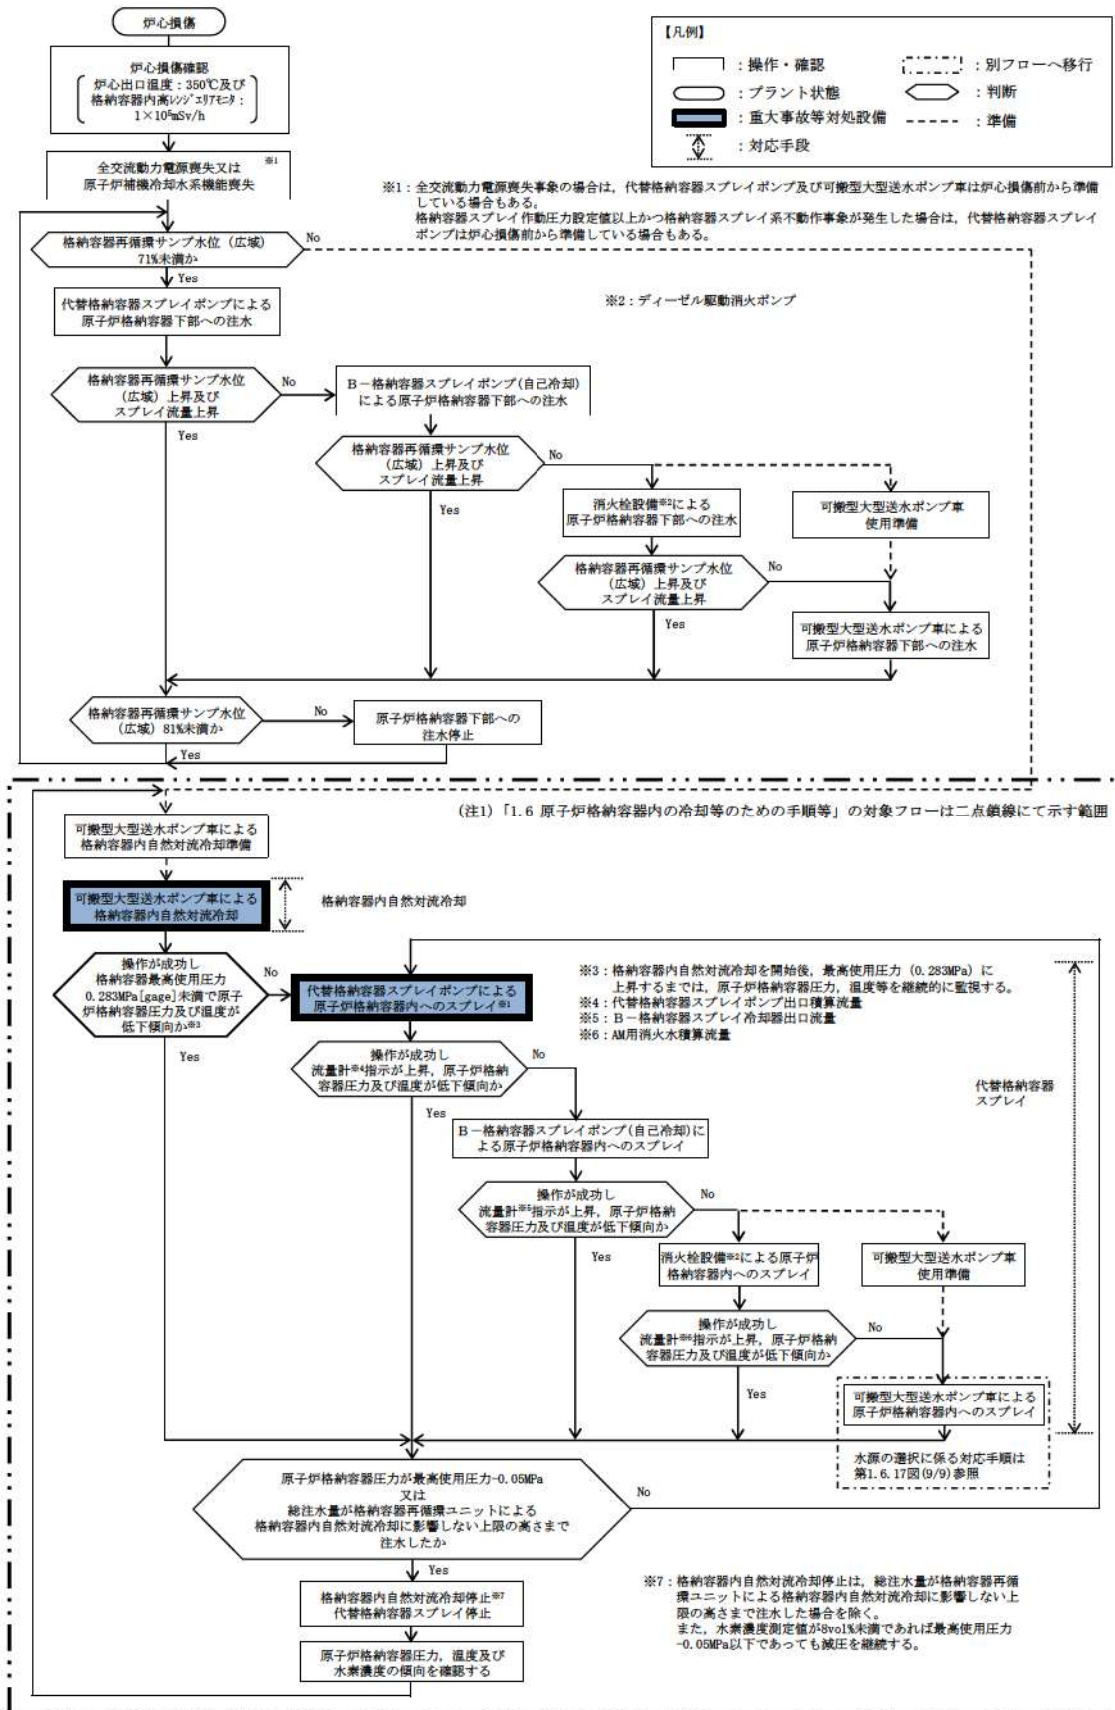 炉心損傷
炉心損傷確認
炉心出口温度：350℃及び
格納容器内高ﾚﾝｼﾞｴﾘｱﾓﾆﾀ：
1×10⁵mSv/h
全交流動力電源喪失又は※1
原子炉補機冷却水系機能喪失
【凡例】
：操作・確認
：別フローへ移行
：プラント状態
：判断
：重大事故等対処設備
：準備
：対応手段
※1：全交流動力電源喪失事象の場合は，代替格納容器スプレイポンプ及び可搬型大型送水ポンプ車は炉心損傷前から準備
している場合もある。
格納容器スプレイ作動圧力設定値以上かつ格納容器スプレイ系不動作事象が発生した場合は，代替格納容器スプレイ
ポンプは炉心損傷前から準備している場合もある。
格納容器再循環サンプ水位（広域）
71%未満か
No
Yes
代替格納容器スプレイポンプによる
原子炉格納容器下部への注水
※2：ディーゼル駆動消火ポンプ
格納容器再循環サンプ水位
（広域）上昇及び
スプレイ流量上昇
No
Yes
B－格納容器スプレイポンプ(自己冷却)
による原子炉格納容器下部への注水
格納容器再循環サンプ水位
（広域）上昇及び
スプレイ流量上昇
No
Yes
消火栓設備※2による
原子炉格納容器下部への注水
可搬型大型送水ポンプ車
使用準備
格納容器再循環サンプ水位
（広域）上昇及び
スプレイ流量上昇
No
Yes
可搬型大型送水ポンプ車による
原子炉格納容器下部への注水
格納容器再循環サンプ水位
（広域）81%未満か
No
Yes
原子炉格納容器下部への
注水停止
(注1)「1.6 原子炉格納容器内の冷却等のための手順等」の対象フローは二点鎖線にて示す範囲
可搬型大型送水ポンプ車による
格納容器内自然対流冷却準備
可搬型大型送水ポンプ車による
格納容器内自然対流冷却
格納容器内自然対流冷却
操作が成功し
格納容器最高使用圧力
0.283MPa[gage]未満で原子
炉格納容器圧力及び温度が
低下傾向か※3
No
Yes
代替格納容器スプレイポンプによる
原子炉格納容器内へのスプレイ※1
※3：格納容器内自然対流冷却を開始後，最高使用圧力（0.283MPa）に
上昇するまでは，原子炉格納容器圧力，温度等を継続的に監視する。
※4：代替格納容器スプレイポンプ出口積算流量
※5：B－格納容器スプレイ冷却器出口流量
※6：AM用消火水積算流量
操作が成功し
流量計※4指示が上昇，原子炉格納
容器圧力及び温度が低下傾向か
No
Yes
代替格納容器
スプレイ
B－格納容器スプレイポンプ(自己冷却)に
よる原子炉格納容器内へのスプレイ
操作が成功し
流量計※5指示が上昇，原子炉格納
容器圧力及び温度が低下傾向か
No
Yes
消火栓設備※2による原子炉
格納容器内へのスプレイ
可搬型大型送水ポンプ車
使用準備
操作が成功し
流量計※6指示が上昇，原子炉格納
容器圧力及び温度が低下傾向か
No
Yes
可搬型大型送水ポンプ車による
原子炉格納容器内へのスプレイ
水源の選択に係る対応手順は
第1.6.17図(9/9)参照
原子炉格納容器圧力が最高使用圧力-0.05MPa
又は
総注水量が格納容器再循環ユニットによる
格納容器内自然対流冷却に影響しない上限の高さまで
注水したか
No
Yes
格納容器内自然対流冷却停止※7
代替格納容器スプレイ停止
原子炉格納容器圧力，温度及び
水素濃度の傾向を確認する
※7：格納容器内自然対流冷却停止は，総注水量が格納容器再循
環ユニットによる格納容器内自然対流冷却に影響しない上
限の高さまで注水した場合を除く。
また，水素濃度測定値が8vol%未満であれば最高使用圧力
-0.05MPa以下であっても減圧を継続する。